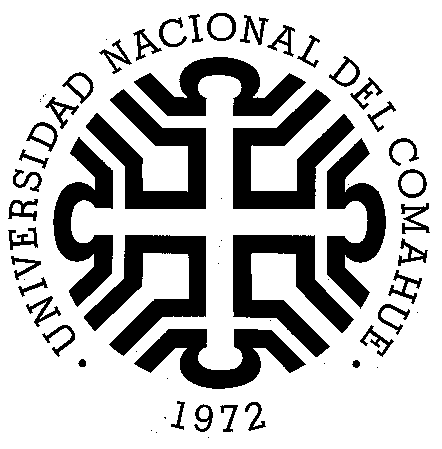 · UNIVERSIDAD NACIONAL DEL COMAHUE ·
1972